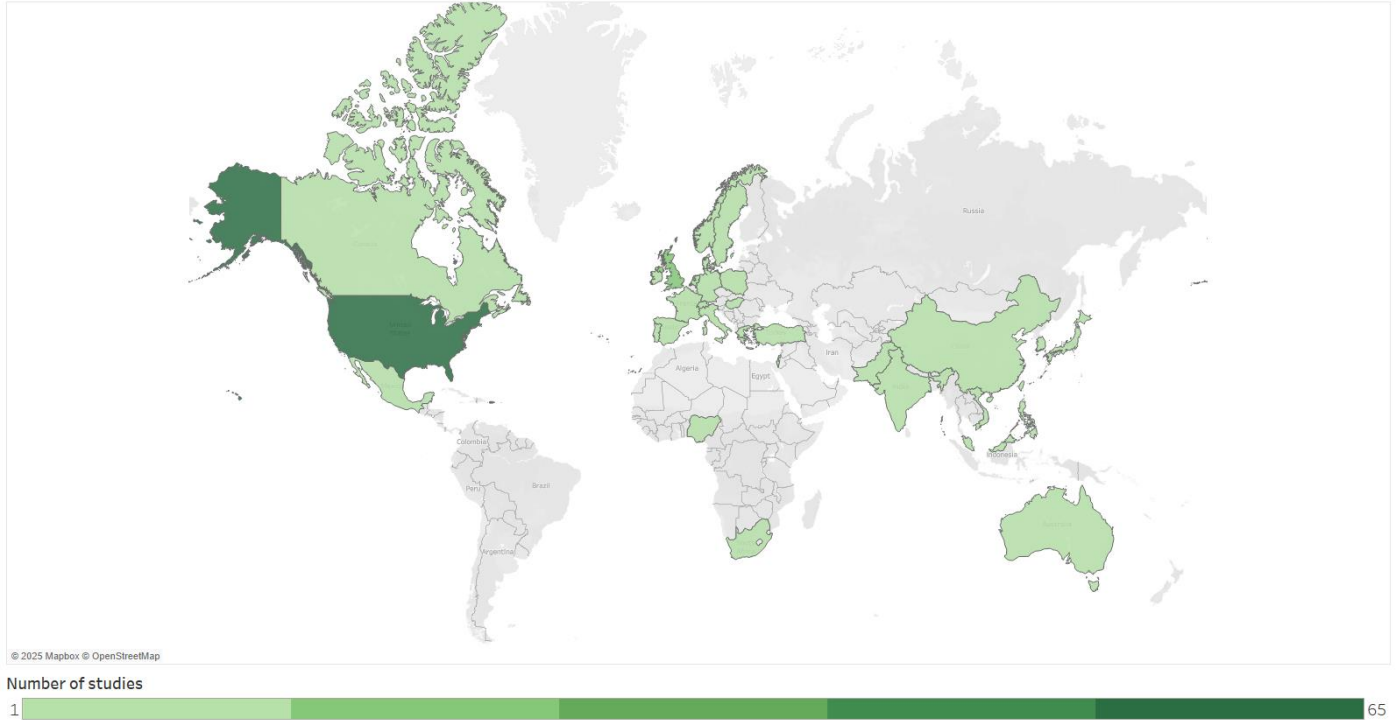 Russia
Iran
Algeria
Egypt
Colombia
Indonesia
Peru
Brazil
Argentina
© 2025 Mapbox © OpenStreetMap
Number of studies
1
65